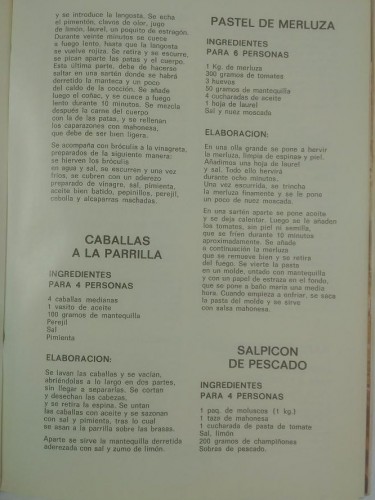 y se introduce la langosta. Se echa
el pimentón, clavos de olor, jugo
de limón, laurel, un poquito de estragón.
Durante veinte minutos se cuece
a fuego lento, hasta que la langosta
se vuelva rojiza. Se retira y se escurre,
se pican aparte las patas y el cuerpo.
Esta última parte, deba de hacerse
saltar en una sartén donde se habrá
derretido la manteca y un poco
del caldo de la cocción. Se añade
luego el coñac, y se cuece a fuego
lento durante 10 minutos. Se mezcla
después la carne del cuerpo
con la de las patas, y se rellenan
los caparazones con mahonesa,
que debe de ser bien ligera.
Se acompaña con bróculis a la vinagreta,
preparados de la siguiente manera:
se hierven los bróculis
en agua y sal, se escurren y una vez
fríos, se cubren con un aderezo
preparado de vinagre, sal, pimienta,
aceite bien batido, pepinillos, perejil,
cebolla y alcaparras machadas.
CABALLAS
A LA PARRILLA
INGREDIENTES
PARA 4 PERSONAS
4 caballas medianas
1 vasito de aceite
180 gramos de mantequilla
Perejil
Sal
Pimienta
ELABORACION:
Se lavan las caballas y se vacían,
abriéndolas a lo largo en dos partes,
sin llegar a separarlas. Se cortan
y desechan las cabezas,
y se retira la espina. Se untan
las caballas con aceite y se sazonan
con sal y pimienta, tras lo cual
se asan a la parrilla sobre las brasas.
Aparte se sirve la mantequilla derretida
aderezada con sal y zumo de limón.
PASTEL DE MERLUZA
INGREDIENTES
PARA 6 PERSONAS
1 Kg. de merluza
300 gramos de tomates
3 huevos
50 gramos de mantequilla
4 cucharadas de aceite
1 hoja de laurel
Sal y nuez moscada
ELABORACION:
En una olla grande se pone a hervir
la merluza, limpia de espinas y piel.
Añadimos una hoja de laurel
y sal. Todo ello hervirá
durante ocho minutos.
Una vez escurrida, se trincha
la merluza finamente y se le pone
un poco de nuez moscada.
En una sartén aparte se pone aceite
y se deja calentar. Luego se le añaden
los tomates, sin piel ni semilla,
que se fríen durante 10 minutos
aproximadamente. Se añade
a continuación la merluza
que se remueve bien y se retira
del fuego. Se vierte la pasta
en un molde, untado con mantequilla
y con un papel de estraza en el fondo,
que se pone a baño maría una media
hora. Cuando empieza a enfriar, se saca
la pasta del molde y se sirve
con salsa mahonesa.
SALPICON
DE PESCADO
INGREDIENTES
PARA 4 PERSONAS
1 paq. de molvacins (1 kg.)
1 taza de mahonesa
1 cucharada de pasta de tomate
Sal, limón
200 gramos de champiñones
Sobras de pescado.